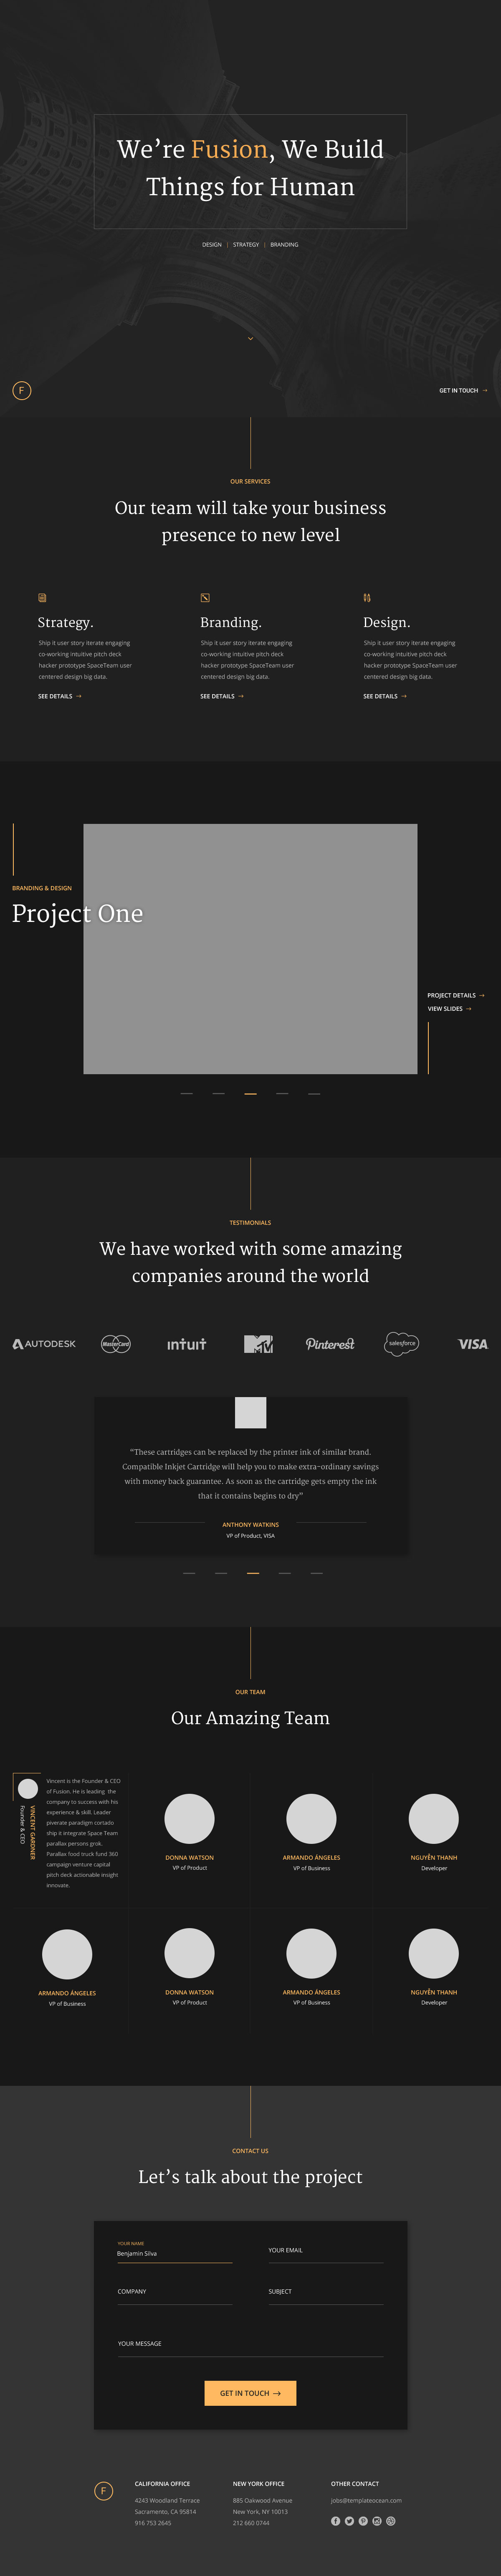 We're Fusion, We Build
Things for Human
DESIGN | STRATEGY | BRANDING
F
GET IN TOUCH →
OUR SERVICES
Our team will take your business
presence to new level
Strategy.
Ship it user story iterate engaging
co-working intuitive pitch deck
hacker prototype SpaceTeam user
centered design big data.
SEE DETAILS →
Branding.
Ship it user story iterate engaging
co-working intuitive pitch deck
hacker prototype SpaceTeam user
centered design big data.
SEE DETAILS →
Design.
Ship it user story iterate engaging
co-working intuitive pitch deck
hacker prototype SpaceTeam user
centered design big data.
SEE DETAILS →
BRANDING & DESIGN
Project One
PROJECT DETAILS →
VIEW SLIDES →
TESTIMONIALS
We have worked with some amazing
companies around the world
AUTODESK
MasterCard
intuit
MTV
Pinterest
salesforce
VISA
“These cartridges can be replaced by the printer ink of similar brand.
Compatible Inkjet Cartridge will help you to make extra-ordinary savings
with money back guarantee. As soon as the cartridge gets empty the ink
that it contains begins to dry”
ANTHONY WATKINS
VP of Product, VISA
OUR TEAM
Our Amazing Team
VINCENT GARDNER
Founder & CEO
Vincent is the Founder & CEO
of Fusion. He is leading the
company to success with his
experience & skill. Leader
piverate paradigm cortado
ship it Integrate Space Team
parallax persons grok.
Parallax food truck fund 360
campaign venture capital
pitch deck actionable insight
innovate.
DONNA WATSON
VP of Product
ARMANDO ÁNGELES
VP of Business
NGUYỄN THANH
Developer
ARMANDO ÁNGELES
VP of Business
DONNA WATSON
VP of Product
ARMANDO ÁNGELES
VP of Business
NGUYỄN THANH
Developer
CONTACT US
Let's talk about the project
YOUR NAME
Benjamin Silva
YOUR EMAIL
COMPANY
SUBJECT
YOUR MESSAGE
GET IN TOUCH →
F
CALIFORNIA OFFICE
4243 Woodland Terrace
Sacramento, CA 95814
916 753 2645
NEW YORK OFFICE
885 Oakwood Avenue
New York, NY 10013
212 660 0744
OTHER CONTACT
jobs@templateocean.com